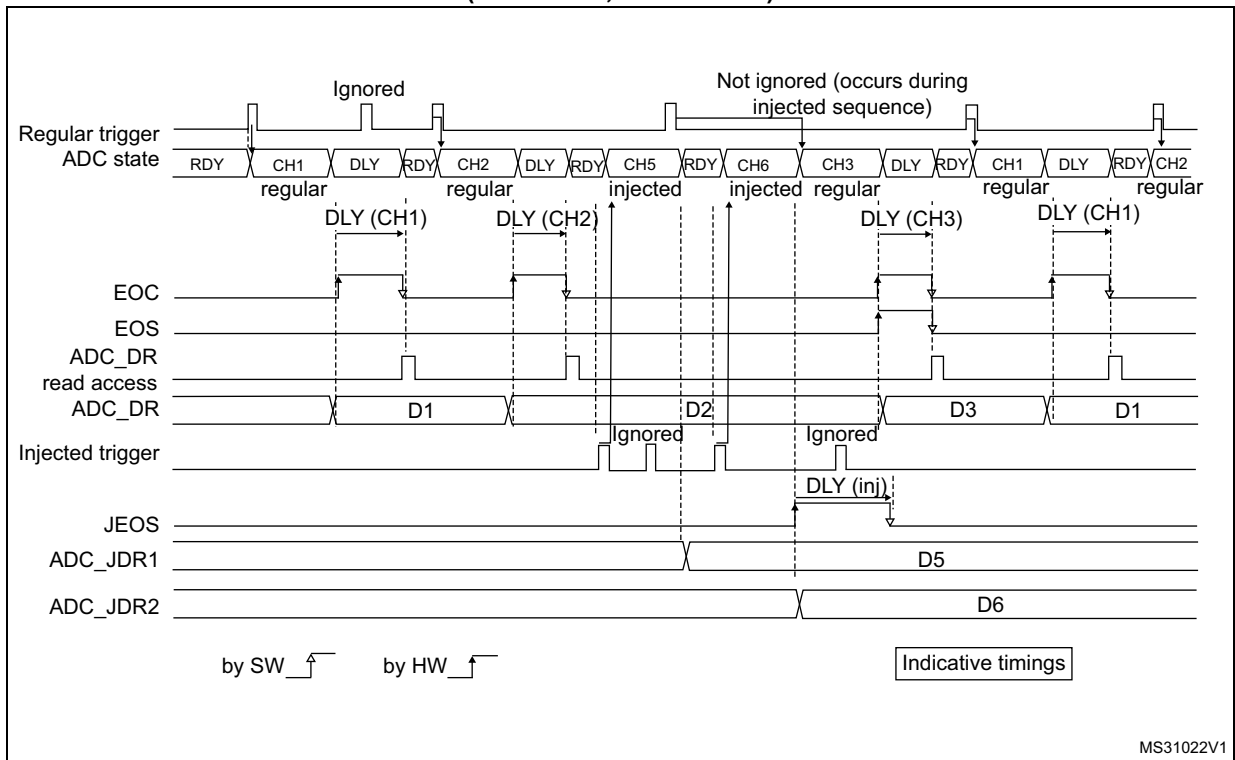 Ignored
Not ignored (occurs during
injected sequence)
Regular trigger
ADC state
RDY CH1 DLY RDY CH2 DLY RDY CH5 RDY CH6 CH3 DLY RDY CH1 DLY RDY CH2
regular regular injected injected regular regular regular
DLY (CH1) DLY (CH2) DLY (CH3) DLY (CH1)
EOC
EOS
ADC_DR
read access
ADC_DR D1 D2 D3 D1
Ignored Ignored
Injected trigger
DLY (inj)
JEOS
ADC_JDR1 D5
ADC_JDR2 D6
by SW by HW Indicative timings
MS31022V1